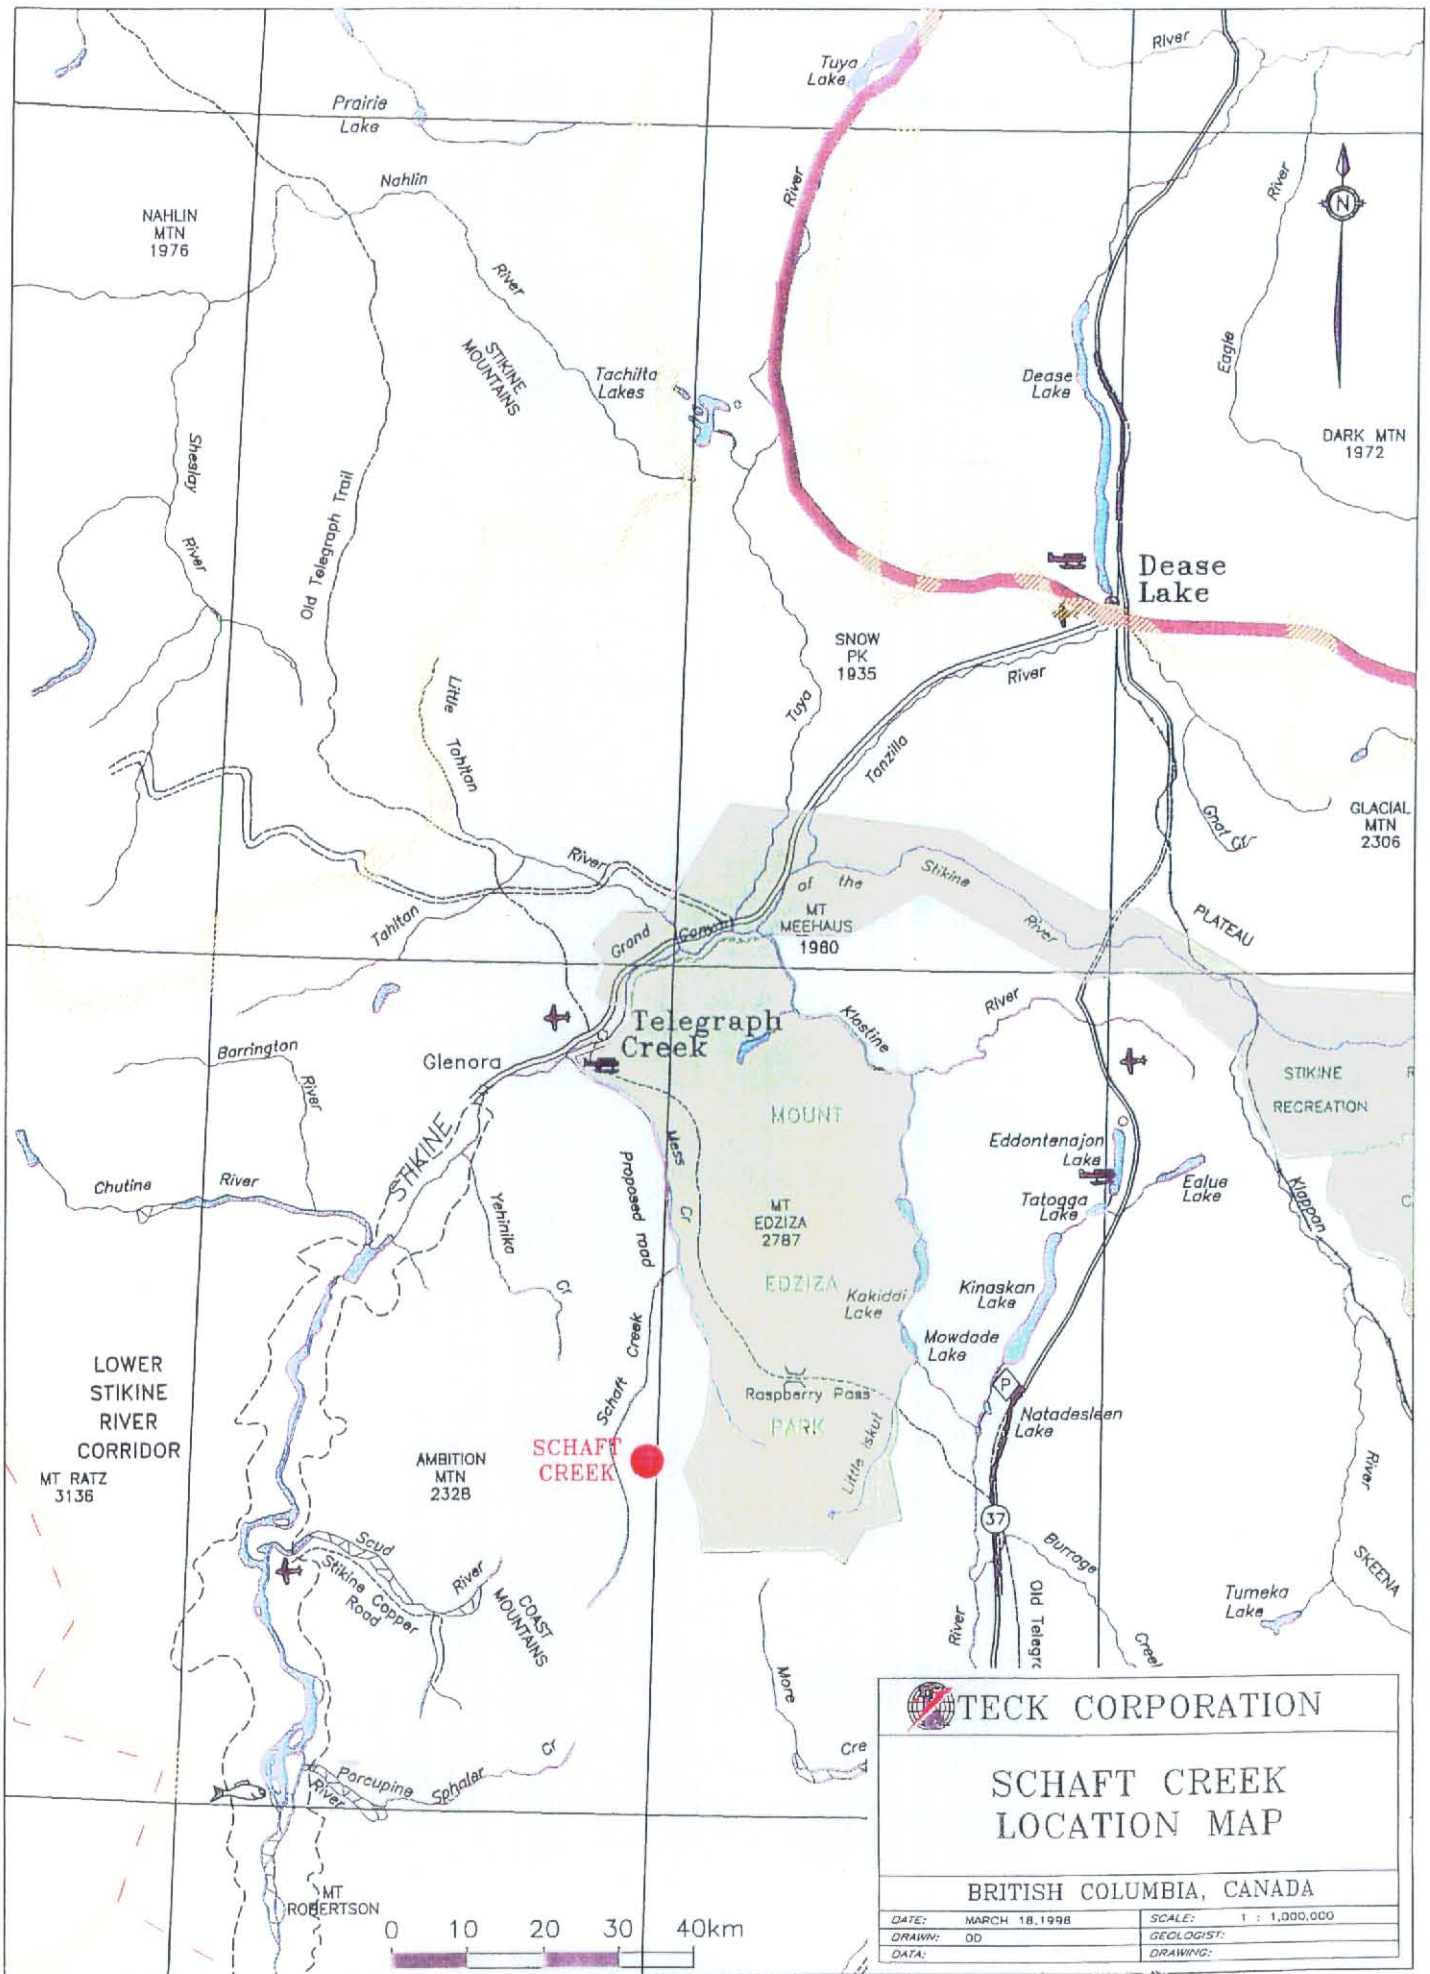 River
Tuya
Lake
Prairie
Lake
River
River
Nahlin
N
NAHLIN
MTN
1976
River
STIKINE
MOUNTAINS
Eagle
Tachilta
Lakes
Dease
Lake
DARK MTN
1972
Sheslay
River
Old Telegraph Trail
Dease
Lake
SNOW
PK
1935
River
Little
Tahltan
Tuya
Tanzilla
GLACIAL
MTN
2306
Gnat Cr
River
Stikine
River
of the
MT
MEEHAUS
1980
PLATEAU
Tahltan
Grand
Canyon
Telegraph
Creek
Klastine
River
Barrington
River
Glenora
STIKINE
RECREATION
R
MOUNT
STIKINE
Mess
Cr
Eddontenajon
Lake
Tatogga
Lake
Ealue
Lake
Chutine
River
Yehiniko
Cr
Proposed road
MT
EDZIZA
2787
Klappan
C
EDZIZA
Kakiddi
Lake
Kinaskan
Lake
Mowdade
Lake
Schaft Creek
LOWER
STIKINE
RIVER
CORRIDOR
Raspberry Pass
P
Natadesleen
Lake
PARK
SCHAFT
CREEK
MT RATZ
3136
AMBITION
MTN
2328
Little Iskut
River
37
Scud
River
Stikine Copper
Road
COAST
MOUNTAINS
Burrage
Creel
SKEENA
Tumeka
Lake
River
Old Telegr
More
Cre
Porcupine
River
Sphaler
Cr
MT
ROBERTSON
0 10 20 30 40km
TECK CORPORATION
SCHAFT CREEK
LOCATION MAP
BRITISH COLUMBIA, CANADA
DATE: MARCH 18,1998
SCALE: 1 : 1,000,000
DRAWN: DD
GEOLOGIST:
DATA:
DRAWING: